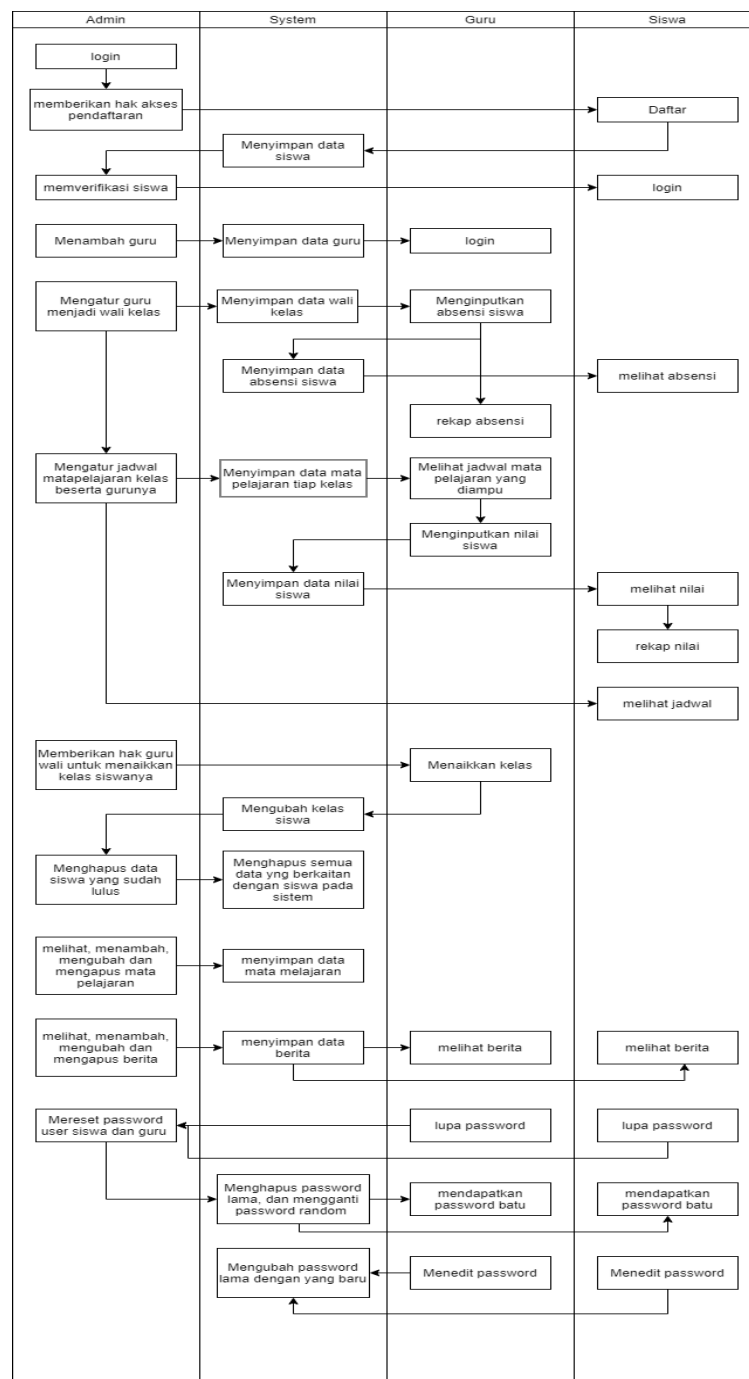 Admin
System
Guru
Siswa
login
memberikan hak akses
pendaftaran
Daftar
Menyimpan data
siswa
memverifikasi siswa
login
Menambah guru
Menyimpan data guru
login
Mengatur guru
menjadi wali kelas
Menyimpan data wali
kelas
Menginputkan
absensi siswa
Menyimpan data
absensi siswa
melihat absensi
rekap absensi
Mengatur jadwal
matapelajaran kelas
beserta gurunya
Menyimpan data mata
pelajaran tiap kelas
Melihat jadwal mata
pelajaran yang
diampu
Menginputkan nilai
siswa
Menyimpan data nilai
siswa
melihat nilai
rekap nilai
melihat jadwal
Memberikan hak guru
wali untuk menaikkan
kelas siswanya
Menaikkan kelas
Mengubah kelas
siswa
Menghapus data
siswa yang sudah
lulus
Menghapus semua
data yng berkaitan
dengan siswa pada
sistem
melihat, menambah,
mengubah dan
mengapus mata
pelajaran
menyimpan data
mata melajaran
melihat, menambah,
mengubah dan
mengapus berita
menyimpan data
berita
melihat berita
melihat berita
Mereset password
user siswa dan guru
lupa password
lupa password
Menghapus password
lama, dan mengganti
password random
mendapatkan
password batu
mendapatkan
password batu
Mengubah password
lama dengan yang baru
Menedit password
Menedit password